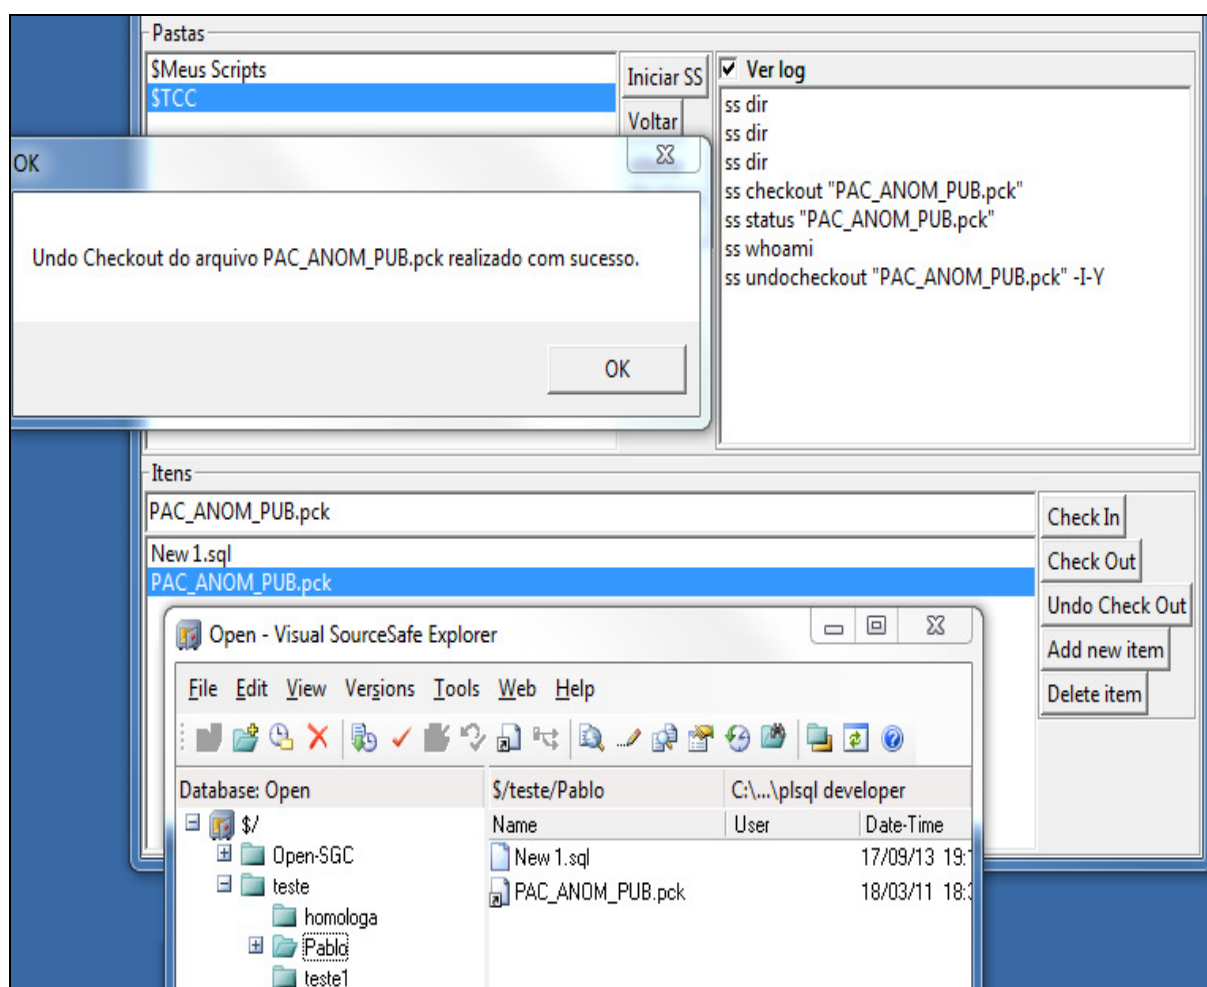 Pastas
$Meus Scripts
$TCC
Iniciar SS
Voltar
Ver log
ss dir
ss dir
ss dir
ss checkout "PAC_ANOM_PUB.pck"
ss status "PAC_ANOM_PUB.pck"
ss whoami
ss undocheckout "PAC_ANOM_PUB.pck" -I-Y
OK
Undo Checkout do arquivo PAC_ANOM_PUB.pck realizado com sucesso.
OK
Itens
PAC_ANOM_PUB.pck
New 1.sql
PAC_ANOM_PUB.pck
Check In
Check Out
Undo Check Out
Add new item
Delete item
Open - Visual SourceSafe Explorer
File Edit View Versions Tools Web Help
Database: Open
$/
Open-SGC
teste
homologa
Pablo
teste1
$/teste/Pablo
C:\...\plsql developer
Name User Date-Time
New 1.sql 17/09/13 19:
PAC_ANOM_PUB.pck 18/03/11 18: